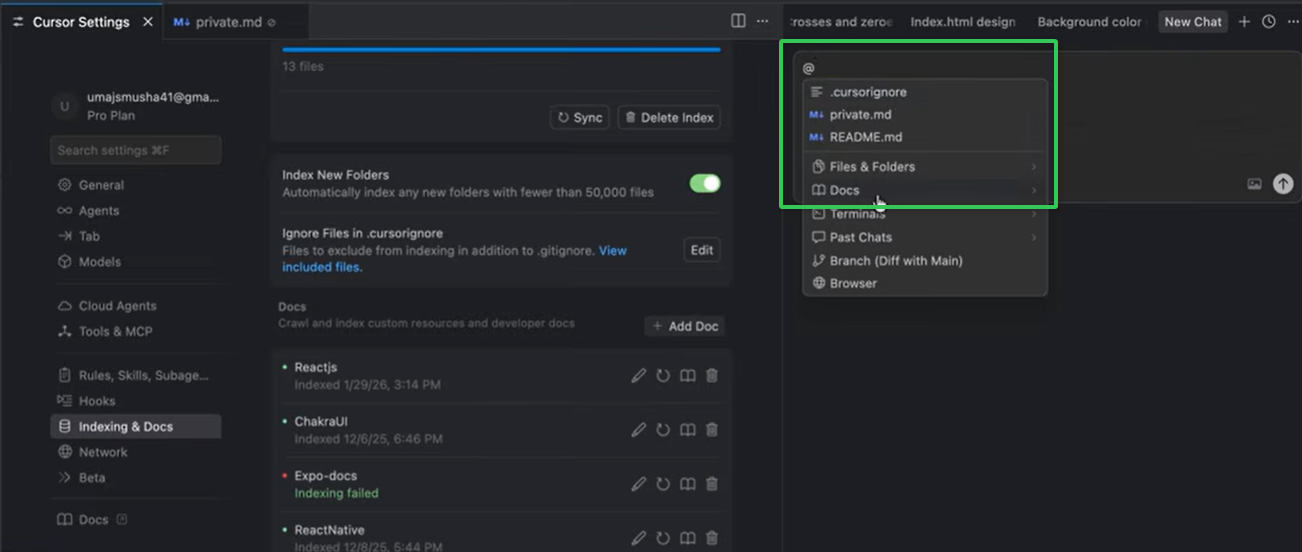 Cursor Settings
private.md
rosses and zeroe
Index.html design
Background color
New Chat
U
umajsmusha41@gma...
Pro Plan
Search settings ⌘F
General
Agents
Tab
Models
Cloud Agents
Tools & MCP
Rules, Skills, Subage...
Hooks
Indexing & Docs
Network
Beta
Docs
13 files
Sync
Delete Index
Index New Folders
Automatically index any new folders with fewer than 50,000 files
Ignore Files in .cursorignore
Files to exclude from indexing in addition to .gitignore. View
included files.
Edit
Docs
Crawl and index custom resources and developer docs
+ Add Doc
Reactjs
Indexed 1/29/26, 3:14 PM
ChakraUI
Indexed 12/6/25, 6:46 PM
Expo-docs
Indexing failed
ReactNative
Indexed 12/8/25, 5:44 PM
@
.cursorignore
M↓ private.md
M↓ README.md
Files & Folders
Docs
Terminals
Past Chats
Branch (Diff with Main)
Browser